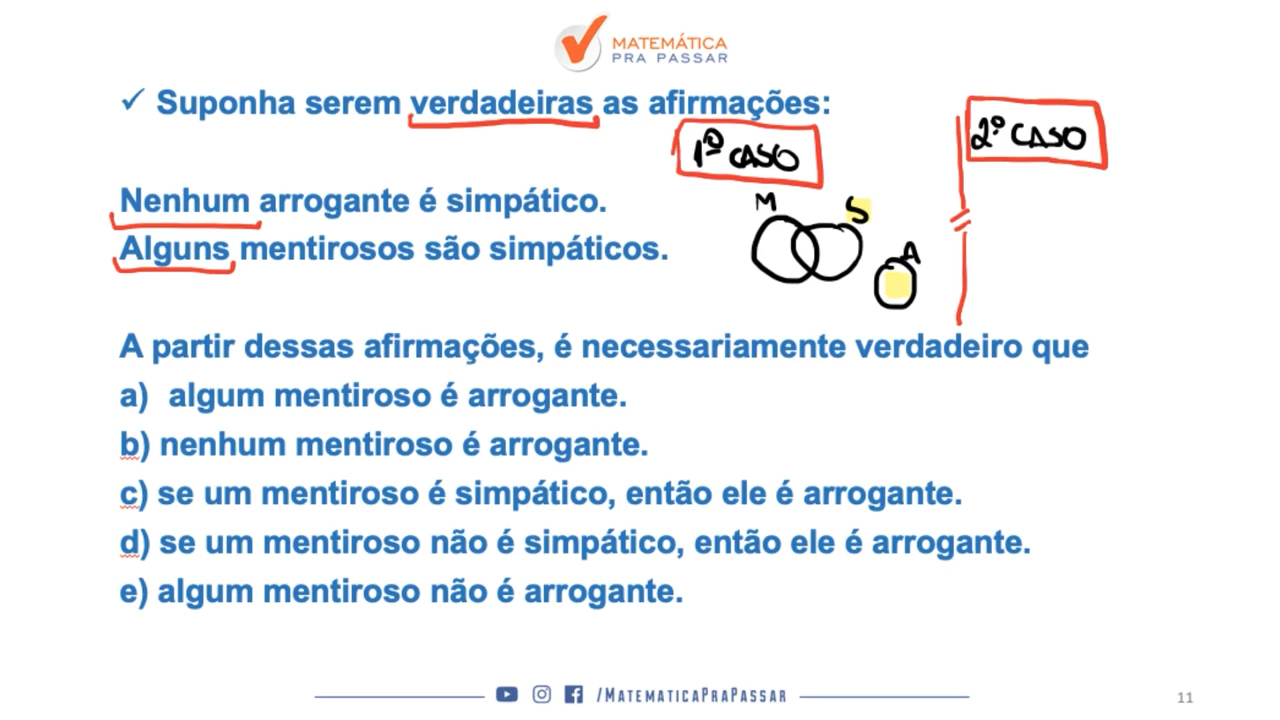 MATEMÁTICA
PRA PASSAR
✓ Suponha serem verdadeiras as afirmações:
1º CASO
2º CASO
Nenhum arrogante é simpático.
Alguns mentirosos são simpáticos.
M
S
A
A partir dessas afirmações, é necessariamente verdadeiro que
a) algum mentiroso é arrogante.
b) nenhum mentiroso é arrogante.
c) se um mentiroso é simpático, então ele é arrogante.
d) se um mentiroso não é simpático, então ele é arrogante.
e) algum mentiroso não é arrogante.
/MATEMATICAPRAPASSAR
11